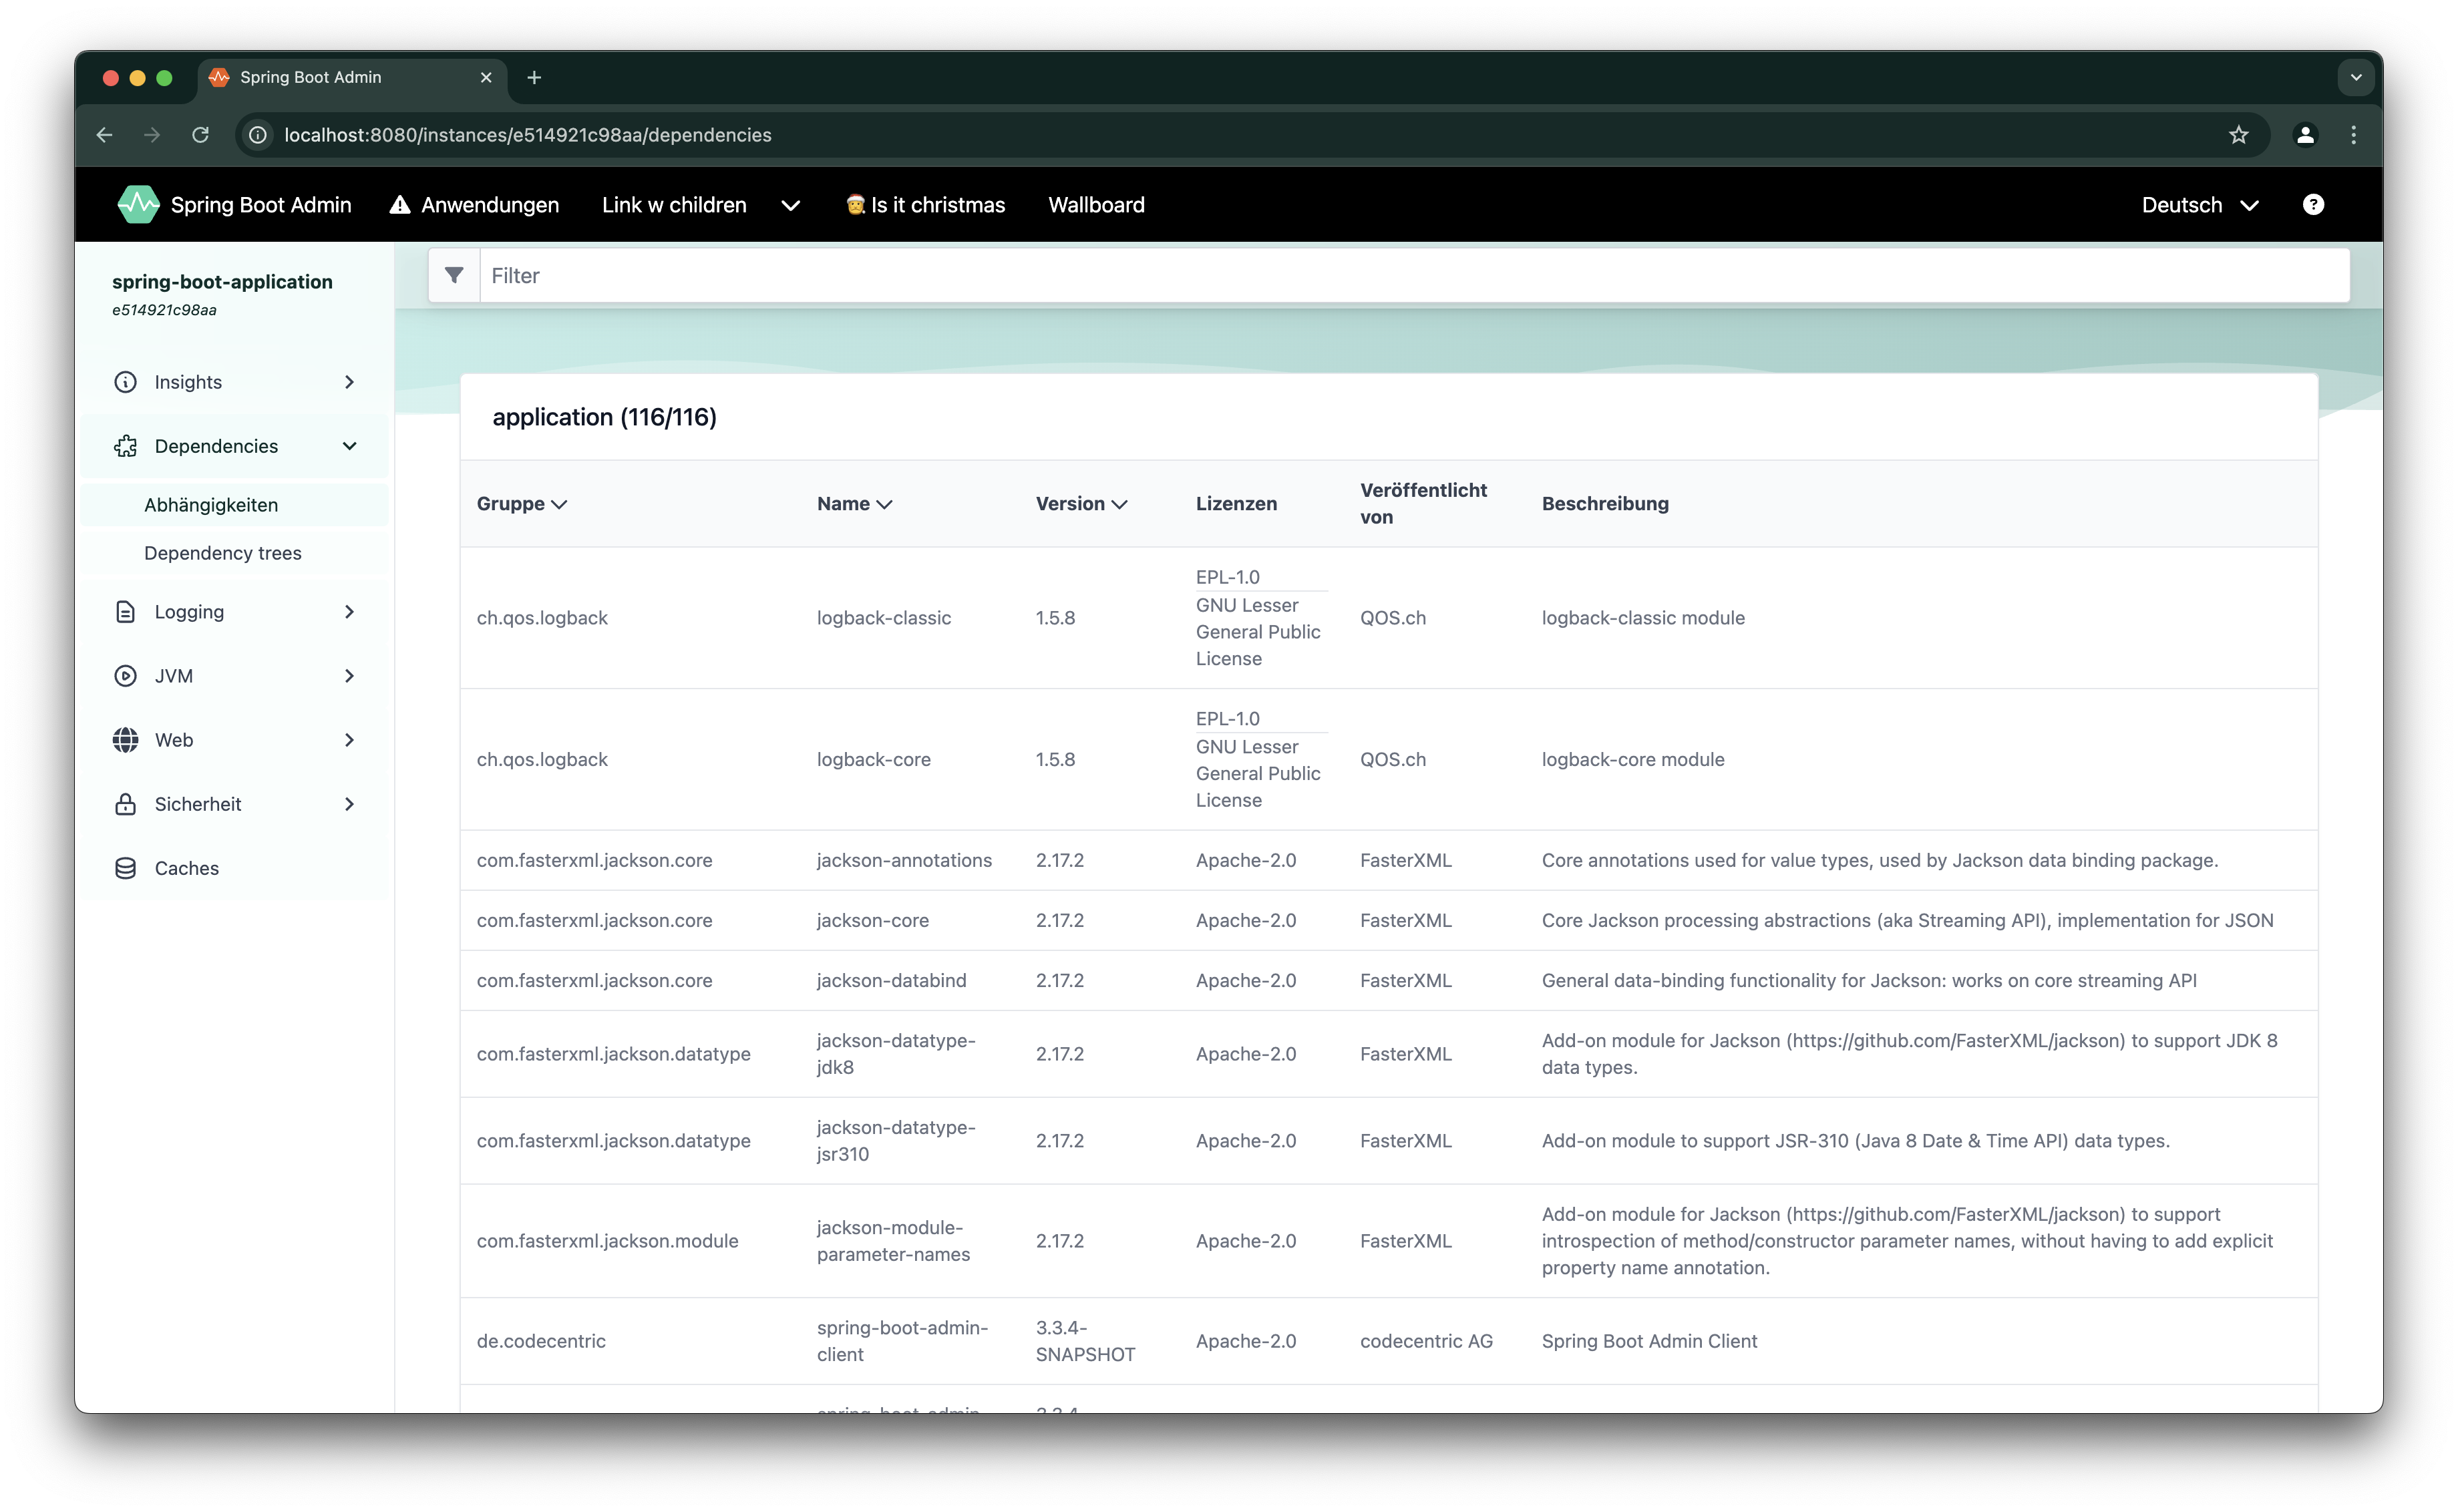 Spring Boot Admin
localhost:8080/instances/e514921c98aa/dependencies
Spring Boot Admin Anwendungen Link w children Is it christmas Wallboard Deutsch
spring-boot-application
e514921c98aa
Insights
Dependencies
Abhängigkeiten
Dependency trees
Logging
JVM
Web
Sicherheit
Caches
Filter
application (116/116)
Gruppe Name Version Lizenzen Veröffentlicht von Beschreibung
ch.qos.logback logback-classic 1.5.8 EPL-1.0
GNU Lesser
General Public
License QOS.ch logback-classic module
ch.qos.logback logback-core 1.5.8 EPL-1.0
GNU Lesser
General Public
License QOS.ch logback-core module
com.fasterxml.jackson.core jackson-annotations 2.17.2 Apache-2.0 FasterXML Core annotations used for value types, used by Jackson data binding package.
com.fasterxml.jackson.core jackson-core 2.17.2 Apache-2.0 FasterXML Core Jackson processing abstractions (aka Streaming API), implementation for JSON
com.fasterxml.jackson.core jackson-databind 2.17.2 Apache-2.0 FasterXML General data-binding functionality for Jackson: works on core streaming API
com.fasterxml.jackson.datatype jackson-datatype-
jdk8 2.17.2 Apache-2.0 FasterXML Add-on module for Jackson (https://github.com/FasterXML/jackson) to support JDK 8
data types.
com.fasterxml.jackson.datatype jackson-datatype-
jsr310 2.17.2 Apache-2.0 FasterXML Add-on module to support JSR-310 (Java 8 Date & Time API) data types.
com.fasterxml.jackson.module jackson-module-
parameter-names 2.17.2 Apache-2.0 FasterXML Add-on module for Jackson (https://github.com/FasterXML/jackson) to support
introspection of method/constructor parameter names, without having to add explicit
property name annotation.
de.codecentric spring-boot-admin-
client 3.3.4-
SNAPSHOT Apache-2.0 codecentric AG Spring Boot Admin Client